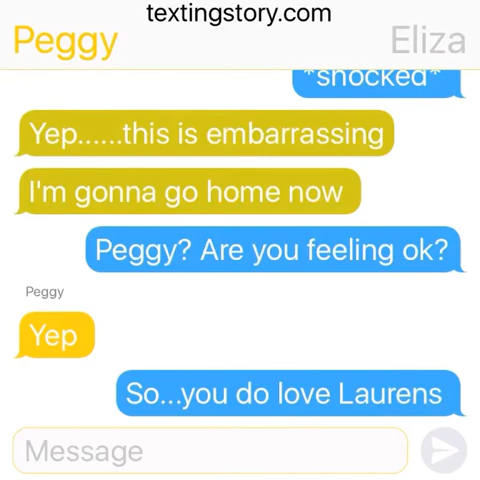 textingstory.com
Peggy
Eliza
*shocked*
Yep......this is embarrassing
I'm gonna go home now
Peggy? Are you feeling ok?
Peggy
Yep
So...you do love Laurens
Message